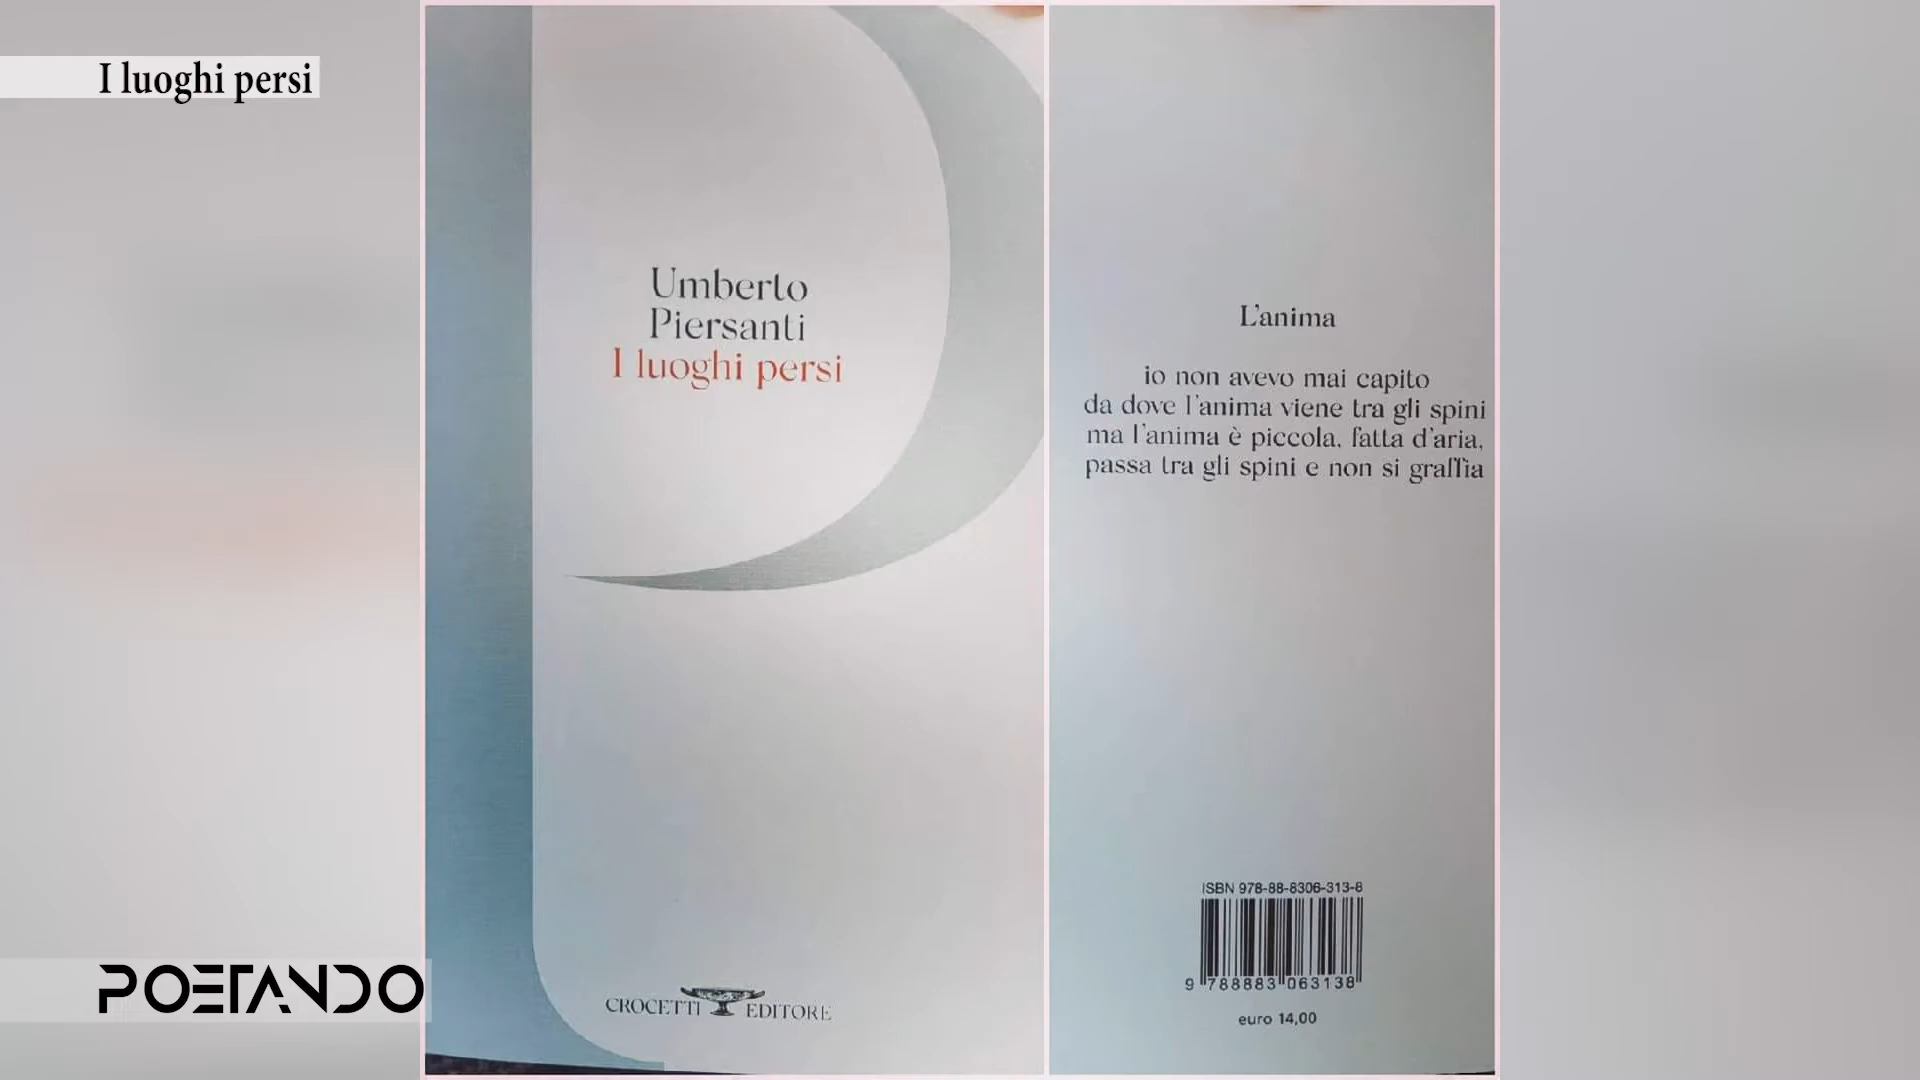 I luoghi persi
Umberto
Piersanti
I luoghi persi
CROCETTI EDITORE
L'anima
io non avevo mai capito
da dove l'anima viene tra gli spini
ma l'anima è piccola, fatta d'aria,
passa tra gli spini e non si graffia
ISBN 978-88-8306-313-8
9 788883 063138
euro 14,00
POETANDO